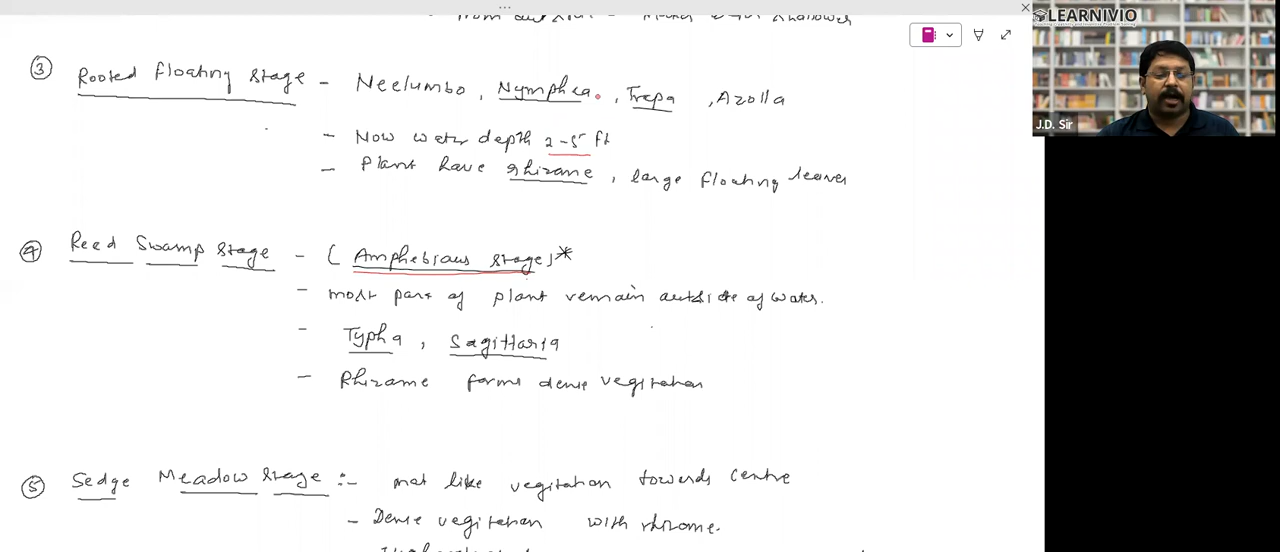 LEARNIVIO
J.D. Sir
③ Rooted floating stage - Neelumbo, Nymphea, Trapa, Azolla
- Now water depth 2-5 ft
- Plant have rhizome, large floating leaves
④ Reed Swamp Stage - (Amphebious stage)*
- most part of plant remain outside of water.
- Typha, Sagittaria
- Rhizome forms dense vegitation
⑤ Sedge Meadow Stage :- mat like vegitation towards centre
- Dense vegitation with rhizome.